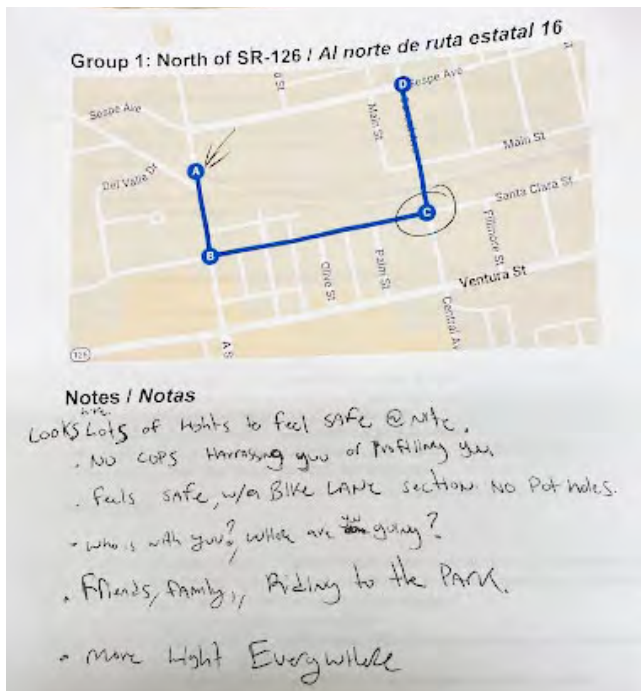 Group 1: North of SR-126 / Al norte de ruta estatal 16
Sespe Ave
Sespe Ave
Main St
Main St
Del Valle Dr
A
B
C
D
Santa Clara St
Fillmore St
Olive St
Palm St
Ventura St
Central Av
A S
126
Notes / Notas
Looks like Lots of lights to feel safe @ Nite.
· NO COPS Harrassing you or Profiling you
· feels safe, w/a BIKE LANE section. NO Pot holes.
· who is with you?, where are you going?
· Friends, family,, Riding to the PARK.
· more Light Everywhere